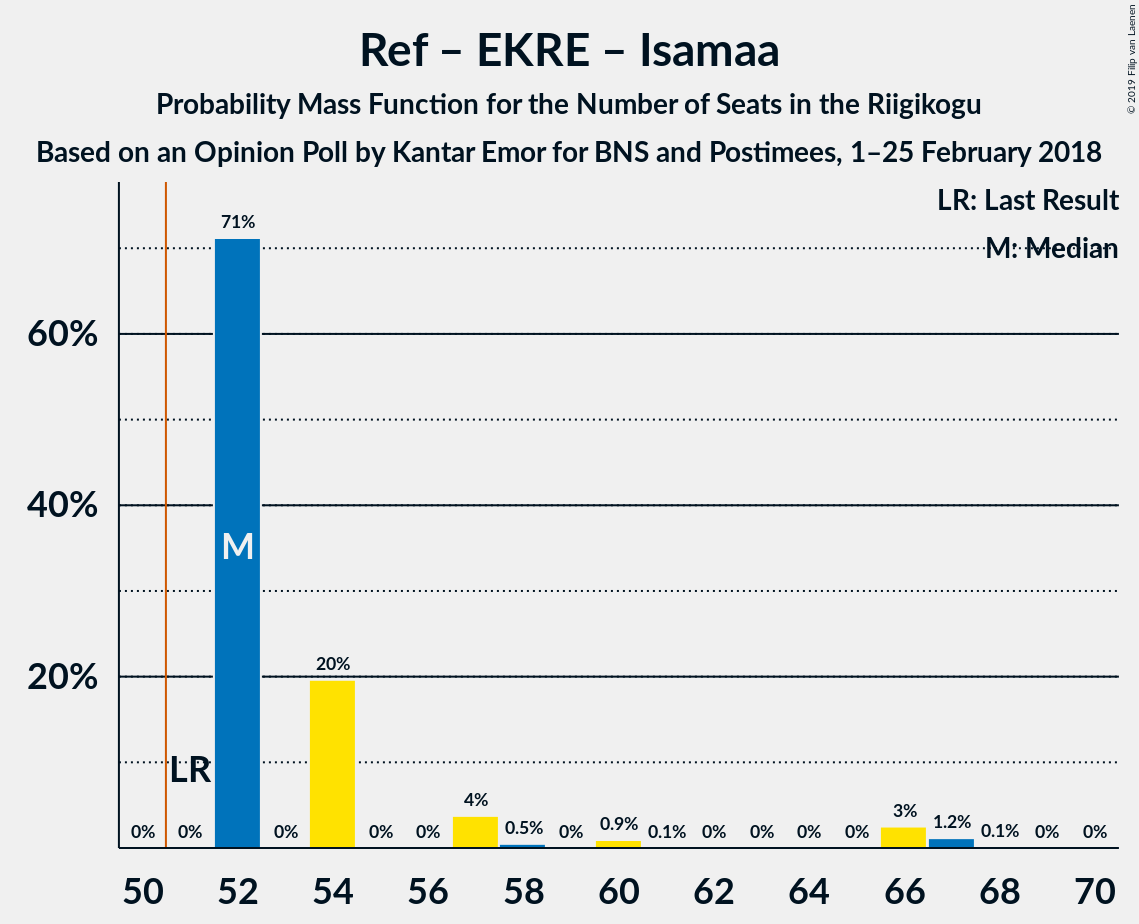 Ref – EKRE – Isamaa
Probability Mass Function for the Number of Seats in the Riigikogu
Based on an Opinion Poll by Kantar Emor for BNS and Postimees, 1–25 February 2018
© 2019 Filip van Laenen
LR: Last Result
M: Median
60%
40%
20%
0% 0% 71% 0% 20% 0% 0% 4% 0.5% 0% 0.9% 0.1% 0% 0% 0% 0% 3% 1.2% 0.1% 0% 0%
M
LR
50 52 54 56 58 60 62 64 66 68 70